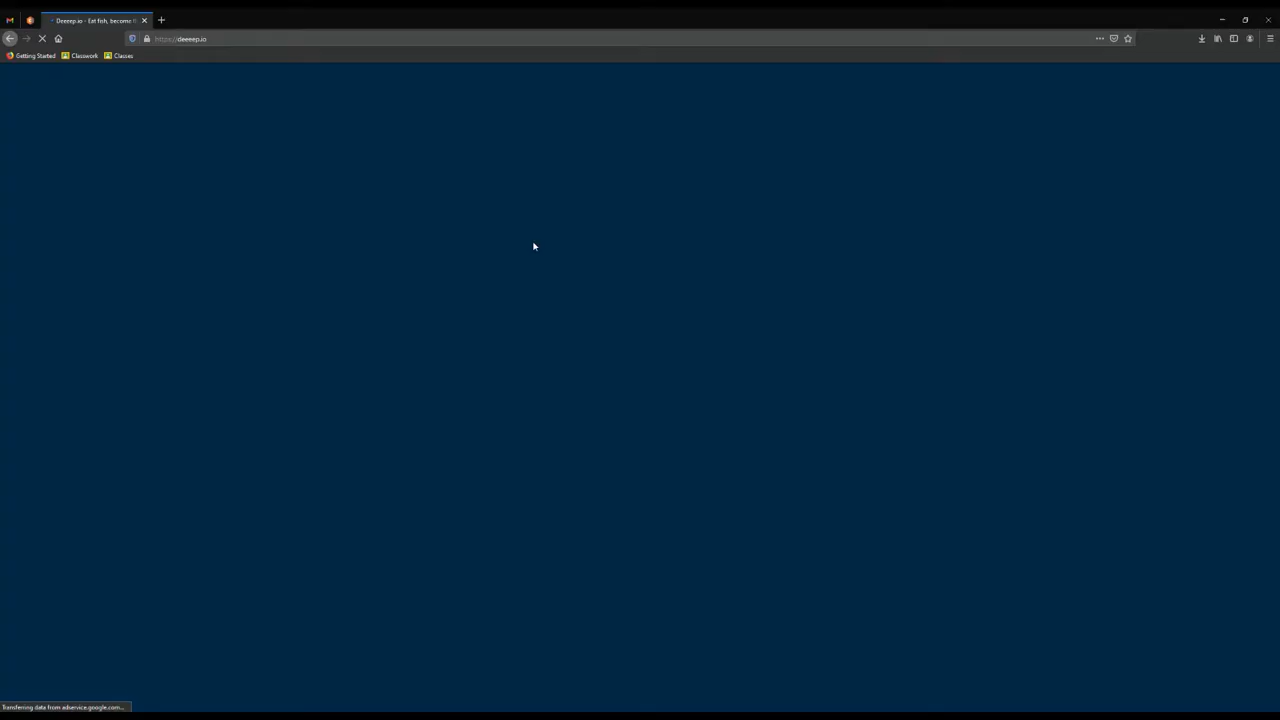 Deeeep.io - Eat fish, become t
https://deeeep.io
Getting Started Classwork Classes
Transferring data from adservice.google.com...